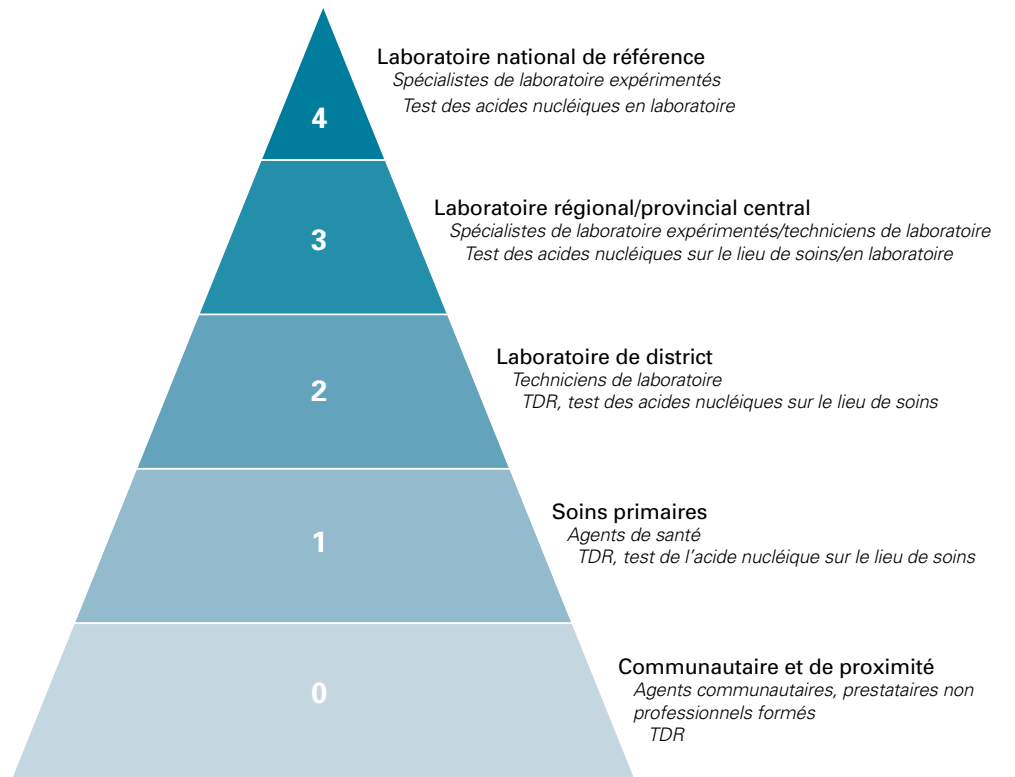 Laboratoire national de référence
Spécialistes de laboratoire expérimentés
Test des acides nucléiques en laboratoire
4
Laboratoire régional/provincial central
Spécialistes de laboratoire expérimentés/techniciens de laboratoire
Test des acides nucléiques sur le lieu de soins/en laboratoire
3
Laboratoire de district
Techniciens de laboratoire
TDR, test des acides nucléiques sur le lieu de soins
2
Soins primaires
Agents de santé
TDR, test de l’acide nucléique sur le lieu de soins
1
Communautaire et de proximité
Agents communautaires, prestataires non
professionnels formés
TDR
0